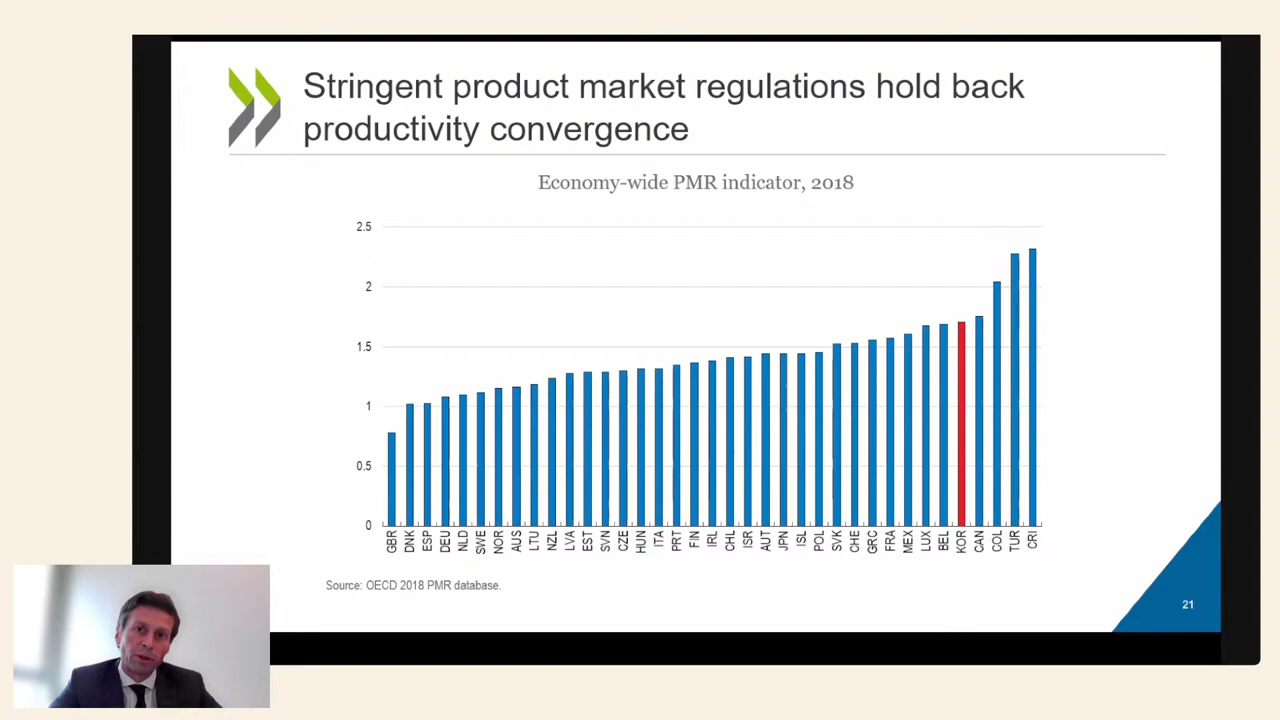 Stringent product market regulations hold back
productivity convergence
Economy-wide PMR indicator, 2018
2.5
2
1.5
1
0.5
0
GBR DNK ESP DEU NLD SWE NOR AUS LTU NZL LVA EST SVN CZE HUN ITA PRT FIN IRL CHL ISR AUT JPN ISL POL SVK CHE GRC FRA MEX LUX BEL KOR CAN COL TUR CRI
Source: OECD 2018 PMR database.
21